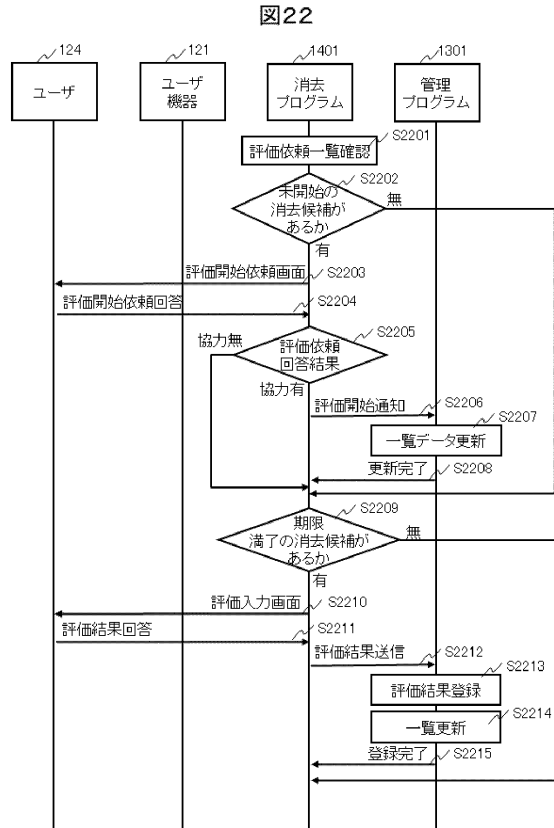 図22
124
121
1401
1301
ユーザ
ユーザ
機器
消去
プログラム
管理
プログラム
評価依頼一覧確認
S2201
S2202
未開始の
消去候補が
あるか
無
有
評価開始依頼画面
S2203
評価開始依頼回答
S2204
S2205
協力無
評価依頼
回答結果
協力有
評価開始通知
S2206
S2207
一覧データ更新
更新完了
S2208
S2209
期限
満了の消去候補が
あるか
無
有
評価入力画面
S2210
評価結果回答
S2211
評価結果送信
S2212
S2213
評価結果登録
S2214
一覧更新
登録完了
S2215